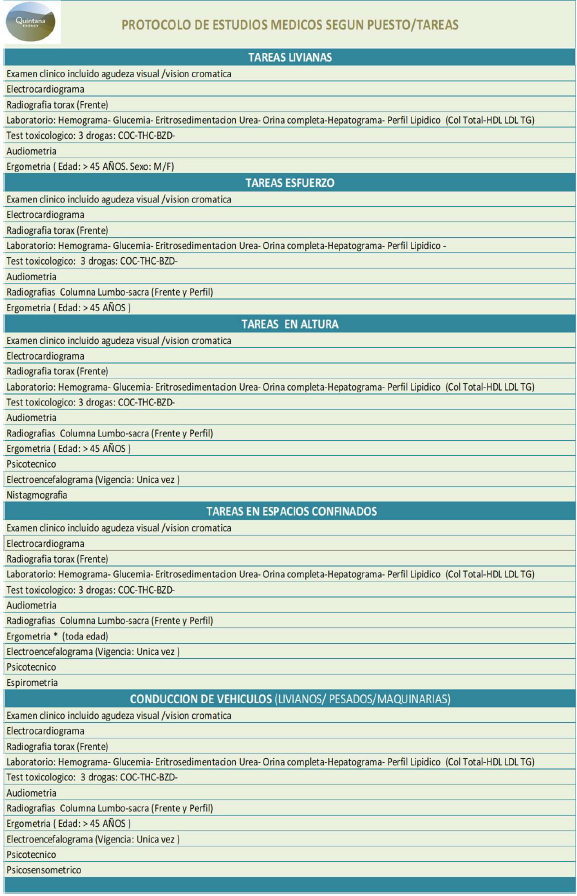 Quintana
PROTOCOLO DE ESTUDIOS MEDICOS SEGUN PUESTO/TAREAS
TAREAS LIVIANAS
Examen clinico incluido agudeza visual /vision cromatica
Electrocardiograma
Radiografia torax (Frente)
Laboratorio: Hemograma- Glucemia- Eritrosedimentacion Urea- Orina completa-Hepatograma- Perfil Lipidico (Col Total-HDL LDL TG)
Test toxicologico: 3 drogas: COC-THC-BZD-
Audiometria
Ergometria ( Edad: > 45 AÑOS. Sexo: M/F)
TAREAS ESFUERZO
Examen clinico incluido agudeza visual /vision cromatica
Electrocardiograma
Radiografia torax (Frente)
Laboratorio: Hemograma- Glucemia- Eritrosedimentacion Urea- Orina completa-Hepatograma- Perfil Lipidico -
Test toxicologico: 3 drogas: COC-THC-BZD-
Audiometria
Radiografias Columna Lumbo-sacra (Frente y Perfil)
Ergometria ( Edad: > 45 AÑOS )
TAREAS EN ALTURA
Examen clinico incluido agudeza visual /vision cromatica
Electrocardiograma
Radiografia torax (Frente)
Laboratorio: Hemograma- Glucemia- Eritrosedimentacion Urea- Orina completa-Hepatograma- Perfil Lipidico (Col Total-HDL LDL TG)
Test toxicologico: 3 drogas: COC-THC-BZD-
Audiometria
Radiografias Columna Lumbo-sacra (Frente y Perfil)
Ergometria ( Edad: > 45 AÑOS )
Psicotecnico
Electroencefalograma (Vigencia: Unica vez )
Nistagmografia
TAREAS EN ESPACIOS CONFINADOS
Examen clinico incluido agudeza visual /vision cromatica
Electrocardiograma
Radiografia torax (Frente)
Laboratorio: Hemograma- Glucemia- Eritrosedimentacion Urea- Orina completa-Hepatograma- Perfil Lipidico (Col Total-HDL LDL TG)
Test toxicologico: 3 drogas: COC-THC-BZD-
Audiometria
Radiografias Columna Lumbo-sacra (Frente y Perfil)
Ergometria * (toda edad)
Electroencefalograma (Vigencia: Unica vez )
Psicotecnico
Espirometria
CONDUCCION DE VEHICULOS (LIVIANOS/ PESADOS/MAQUINARIAS)
Examen clinico incluido agudeza visual /vision cromatica
Electrocardiograma
Radiografia torax (Frente)
Laboratorio: Hemograma- Glucemia- Eritrosedimentacion Urea- Orina completa-Hepatograma- Perfil Lipidico (Col Total-HDL LDL TG)
Test toxicologico: 3 drogas: COC-THC-BZD-
Audiometria
Radiografias Columna Lumbo-sacra (Frente y Perfil)
Ergometria ( Edad: > 45 AÑOS )
Electroencefalograma (Vigencia: Unica vez )
Psicotecnico
Psicosensometrico